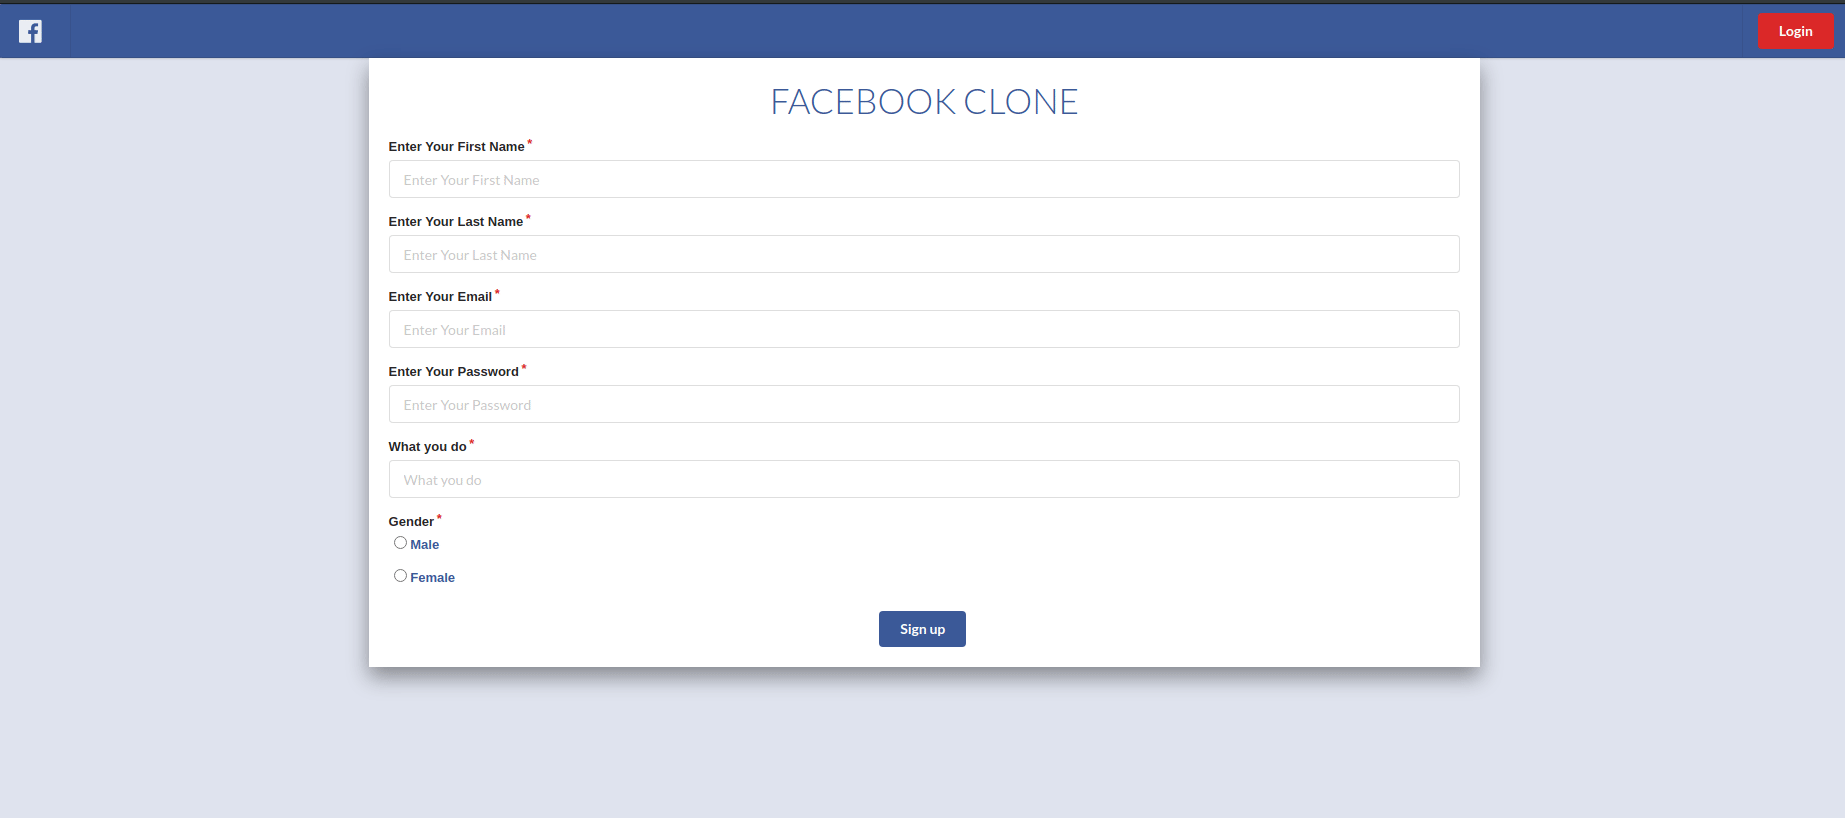 Login
FACEBOOK CLONE
Enter Your First Name*
Enter Your First Name
Enter Your Last Name*
Enter Your Last Name
Enter Your Email*
Enter Your Email
Enter Your Password*
Enter Your Password
What you do*
What you do
Gender*
Male
Female
Sign up